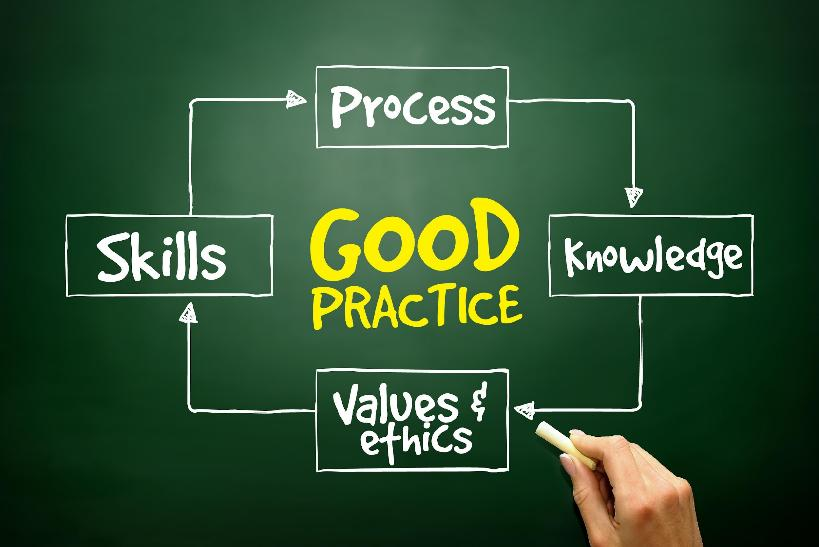 Process
Skills
GOOD
PRACTICE
Knowledge
Values &
ethics